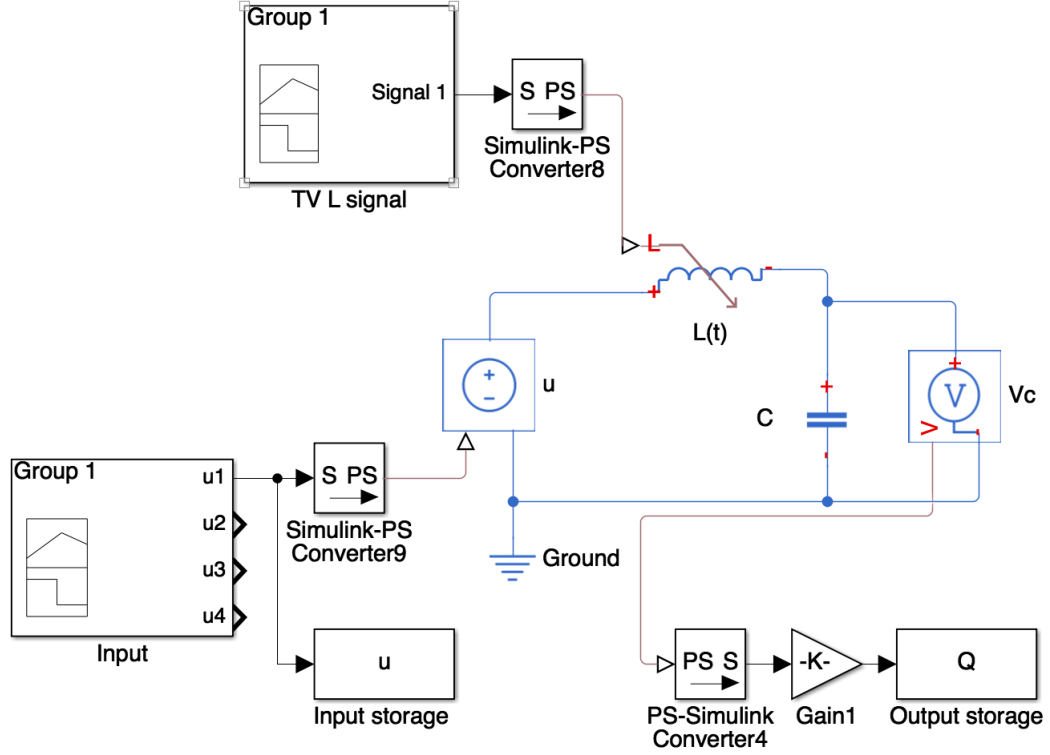 Group 1
Signal 1
TV L signal
S PS
Simulink-PS
Converter8
L
+
-
L(t)
+
−
u
+
-
C
+
V
V
-
Vc
Group 1
u1
u2
u3
u4
Input
S PS
Simulink-PS
Converter9
Ground
u
Input storage
PS S
PS-Simulink
Converter4
-K-
Gain1
Q
Output storage